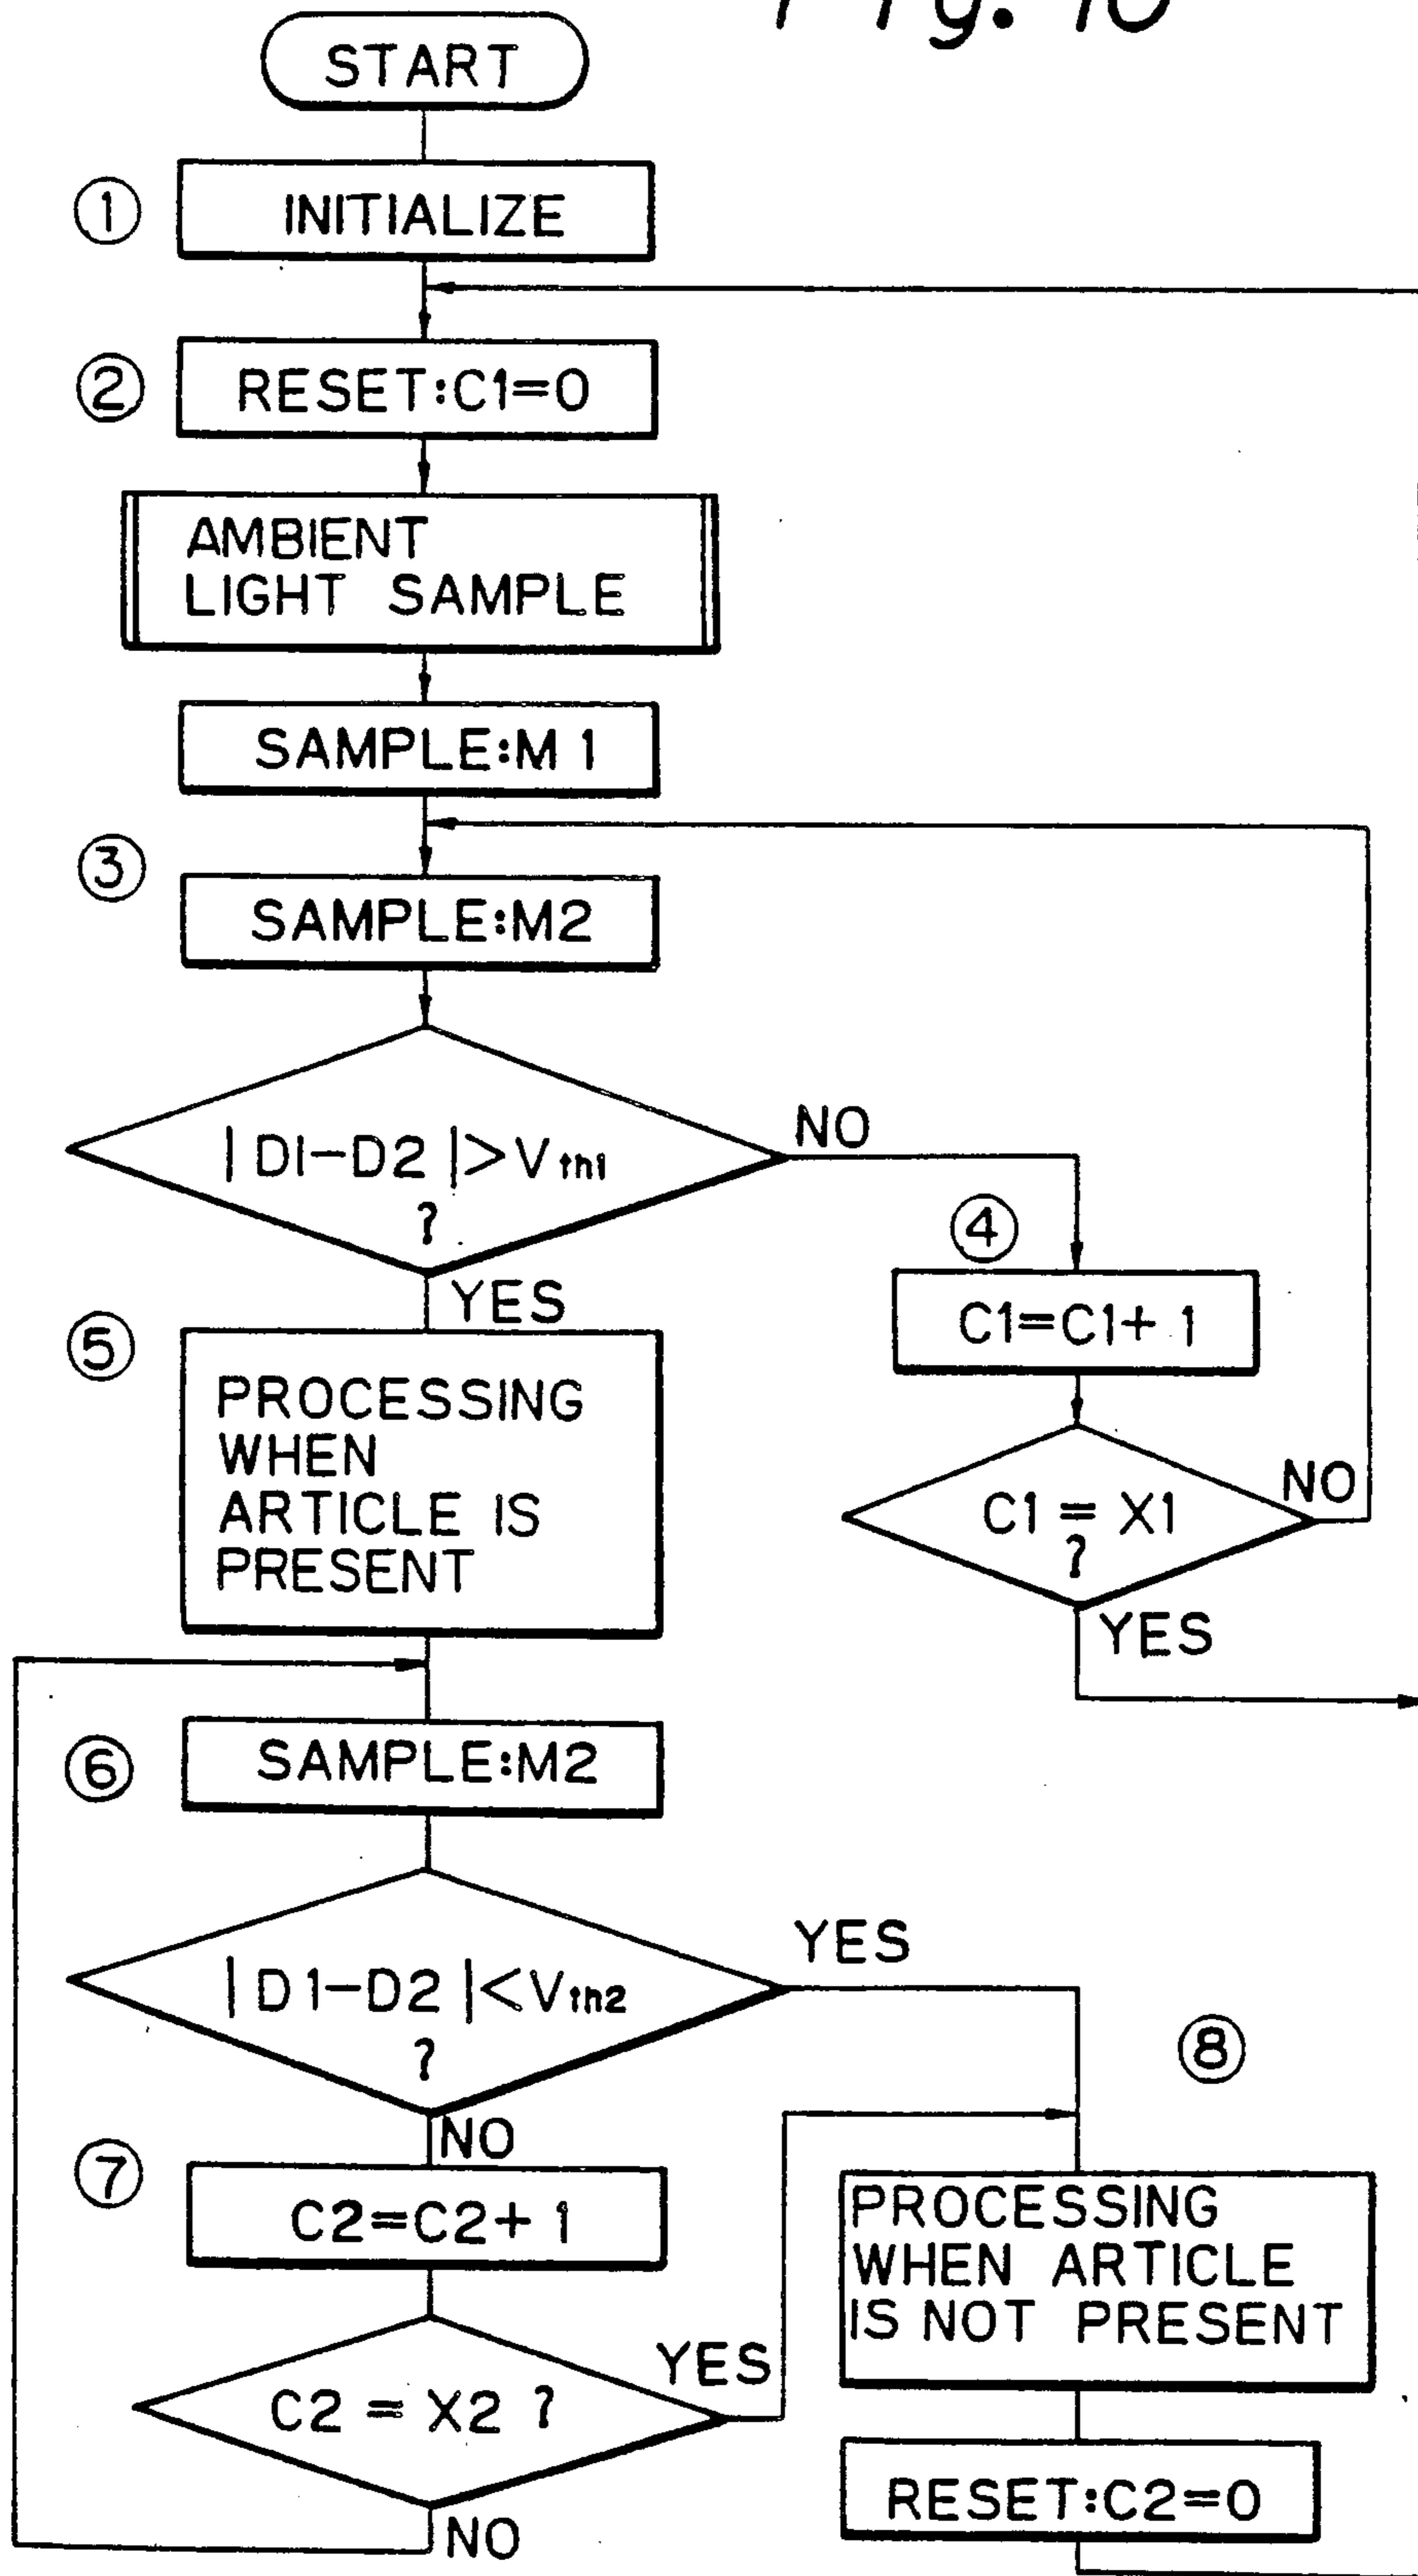 Fig. 10
START
①
INITIALIZE
②
RESET:C1=0
AMBIENT
LIGHT SAMPLE
SAMPLE:M1
③
SAMPLE:M2
|D1-D2|>Vth1
?
NO
YES
④
C1=C1+1
C1=X1
?
NO
YES
⑤
PROCESSING
WHEN
ARTICLE IS
PRESENT
⑥
SAMPLE:M2
|D1-D2|<Vth2
?
YES
NO
⑦
C2=C2+1
C2=X2?
YES
NO
⑧
PROCESSING
WHEN ARTICLE
IS NOT PRESENT
RESET:C2=0